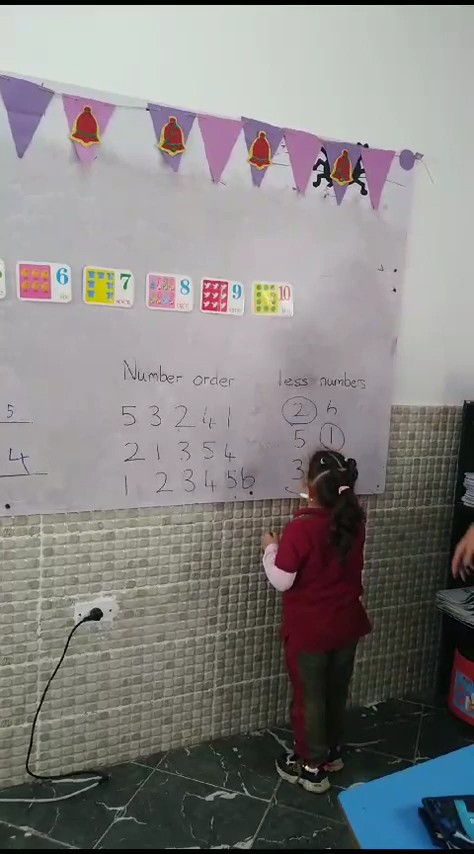 6 7 8 9 10
Number order
less numbers
5
5 3 2 4 1
2 4
4
2 1 3 5 4
5 1
1 2 3 4 5 6
3